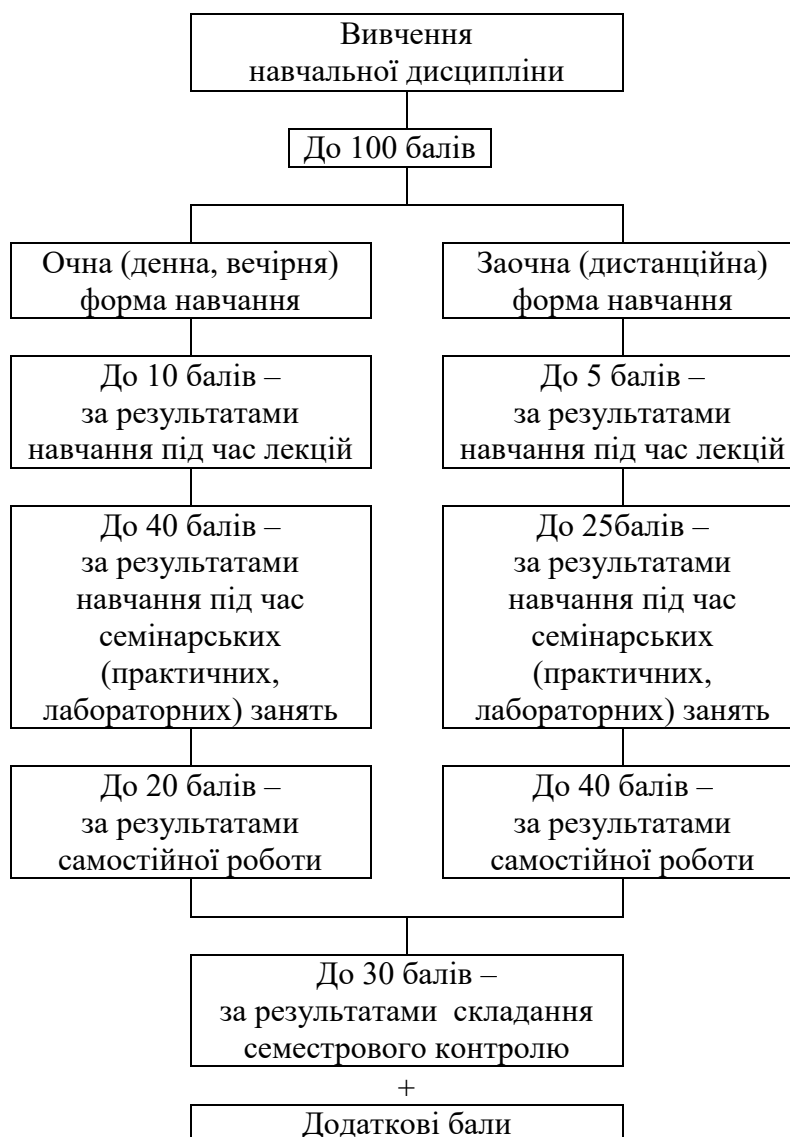 Вивчення
навчальної дисципліни
До 100 балів
Очна (денна, вечірня)
форма навчання
До 10 балів –
за результатами
навчання під час лекцій
До 40 балів –
за результатами
навчання під час
семінарських
(практичних,
лабораторних) занять
До 20 балів –
за результатами
самостійної роботи
Заочна (дистанційна)
форма навчання
До 5 балів –
за результатами
навчання під час лекцій
До 25балів –
за результатами
навчання під час
семінарських
(практичних,
лабораторних) занять
До 40 балів –
за результатами
самостійної роботи
До 30 балів –
за результатами складання
семестрового контролю
+
Додаткові бали